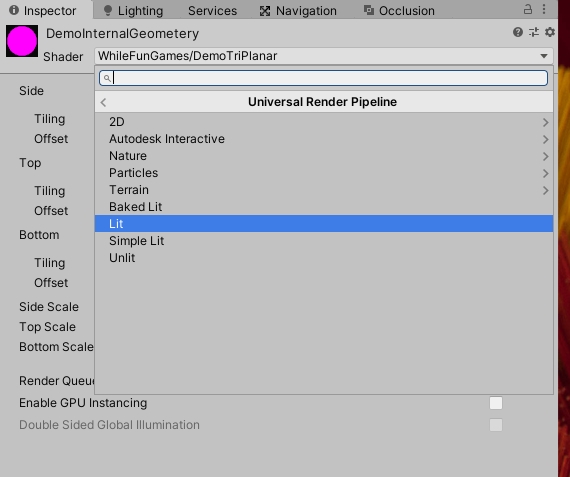 Inspector
Lighting
Services
Navigation
Occlusion
DemoInternalGeometery
Shader
WhileFunGames/DemoTriPlanar
Universal Render Pipeline
2D
Autodesk Interactive
Nature
Particles
Terrain
Baked Lit
Lit
Simple Lit
Unlit
Side
Tiling
Offset
Top
Tiling
Offset
Bottom
Tiling
Offset
Side Scale
Top Scale
Bottom Scale
Render Queu
Enable GPU Instancing
Double Sided Global Illumination